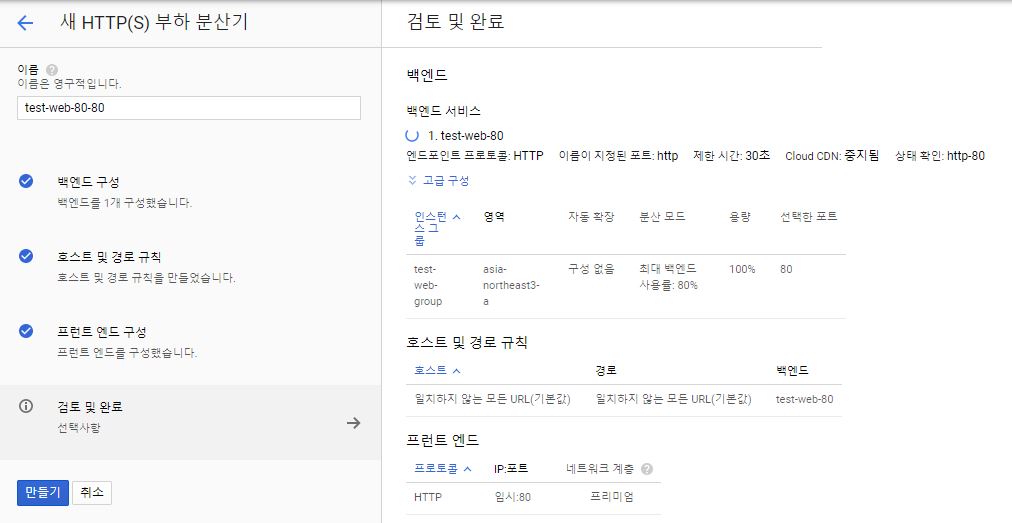 새 HTTP(S) 부하 분산기
이름
이름은 영구적입니다.
test-web-80-80
백엔드 구성
백엔드를 1개 구성했습니다.
호스트 및 경로 규칙
호스트 및 경로 규칙을 만들었습니다.
프런트 엔드 구성
프런트 엔드를 구성했습니다.
검토 및 완료
선택사항
만들기 취소
검토 및 완료
백엔드
백엔드 서비스
1. test-web-80
엔드포인트 프로토콜: HTTP 이름이 지정된 포트: http 제한 시간: 30초 Cloud CDN: 중지됨 상태 확인: http-80
고급 구성
인스턴
스 그
룹
영역 자동 확장 분산 모드 용량 선택한 포트
test-
web-
group
asia-
northeast3-
a
구성 없음
최대 백엔드
사용률: 80%
100% 80
호스트 및 경로 규칙
호스트 경로 백엔드
일치하지 않는 모든 URL(기본값) 일치하지 않는 모든 URL(기본값) test-web-80
프런트 엔드
프로토콜 IP:포트 네트워크 계층
HTTP 임시:80 프리미엄